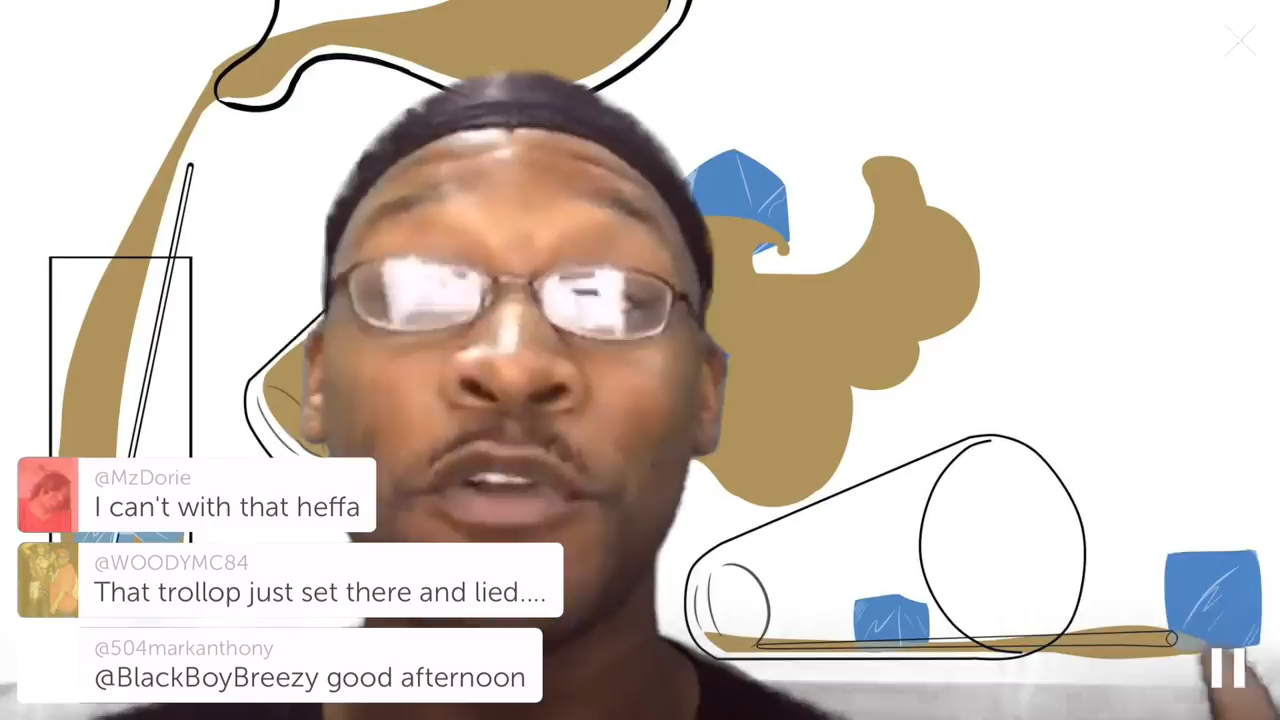 @MzDorie
I can't with that heffa
@WOODYMC84
That trollop just set there and lied....
@504markanthony
@BlackBoyBreezy good afternoon